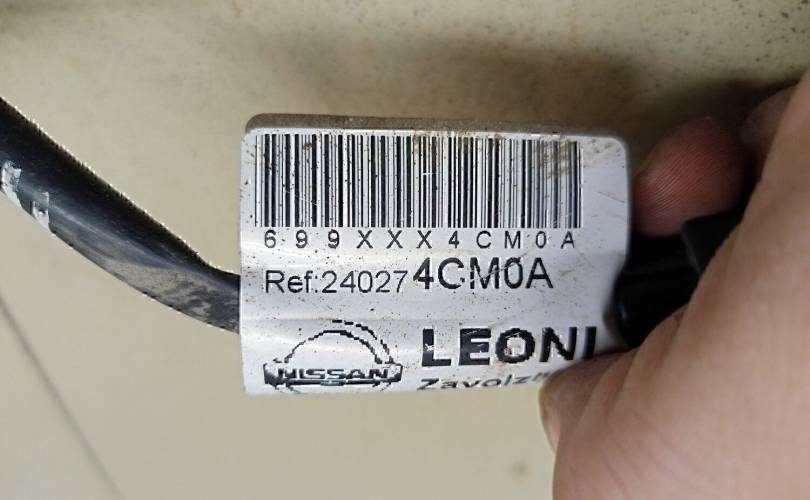 699XXX4CM0A
Ref:24027 4CM0A
NISSAN
LEONI